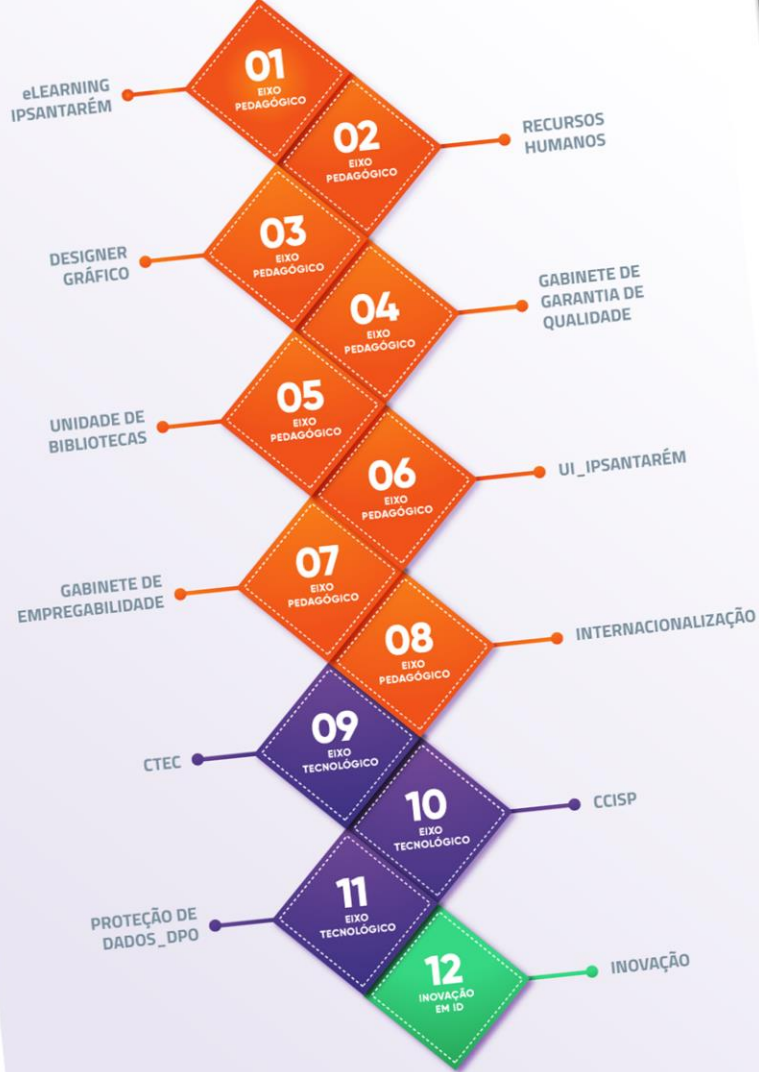 eLEARNING
IPSANTARÉM
01
EIXO
PEDAGÓGICO
02
EIXO
PEDAGÓGICO
RECURSOS
HUMANOS
DESIGNER
GRÁFICO
03
EIXO
PEDAGÓGICO
04
EIXO
PEDAGÓGICO
GABINETE DE
GARANTIA DE
QUALIDADE
UNIDADE DE
BIBLIOTECAS
05
EIXO
PEDAGÓGICO
06
EIXO
PEDAGÓGICO
UI_IPSANTARÉM
GABINETE DE
EMPREGABILIDADE
07
EIXO
PEDAGÓGICO
08
EIXO
PEDAGÓGICO
INTERNACIONALIZAÇÃO
CTEC
09
EIXO
TECNOLÓGICO
10
EIXO
TECNOLÓGICO
CCISP
PROTEÇÃO DE
DADOS_DPO
11
EIXO
TECNOLÓGICO
12
INOVAÇÃO
EM ID
INOVAÇÃO